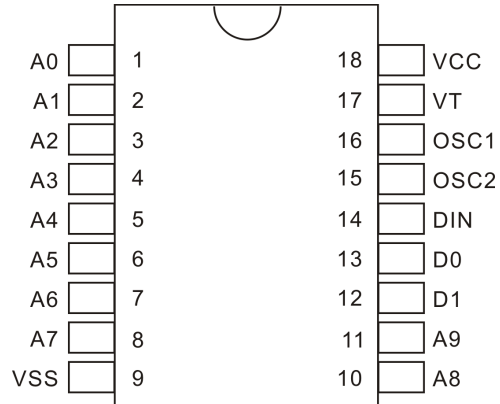 A0 1 18 VCC
A1 2 17 VT
A2 3 16 OSC1
A3 4 15 OSC2
A4 5 14 DIN
A5 6 13 D0
A6 7 12 D1
A7 8 11 A9
VSS 9 10 A8